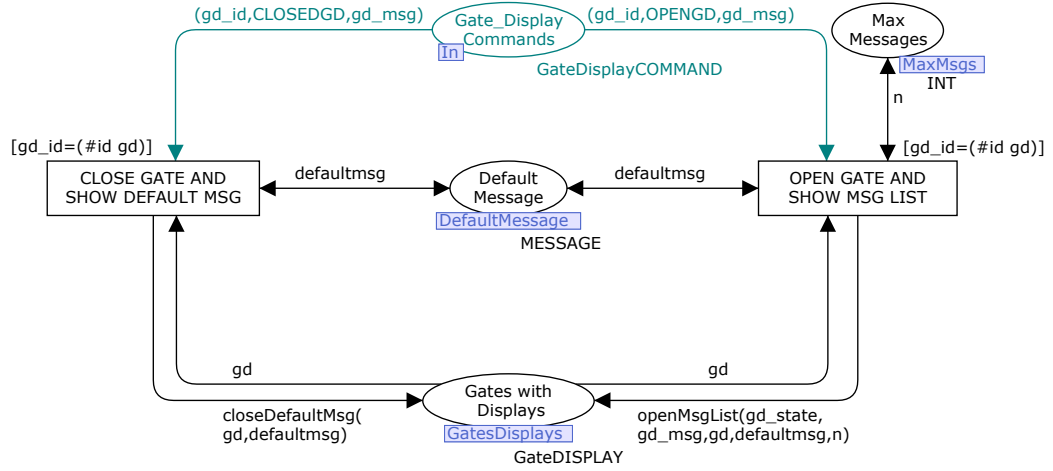 (gd_id,CLOSEDGD,gd_msg)
Gate_Display
Commands
In
(gd_id,OPENGD,gd_msg)
GateDisplayCOMMAND
Max
Messages
MaxMsgs
INT
n
[gd_id=(#id gd)]
CLOSE GATE AND
SHOW DEFAULT MSG
defaultmsg
Default
Message
DefaultMessage
MESSAGE
defaultmsg
[gd_id=(#id gd)]
OPEN GATE AND
SHOW MSG LIST
gd
gd
Gates with
Displays
GatesDisplays
GateDISPLAY
closeDefaultMsg(
gd,defaultmsg)
openMsgList(gd_state,
gd_msg,gd,defaultmsg,n)